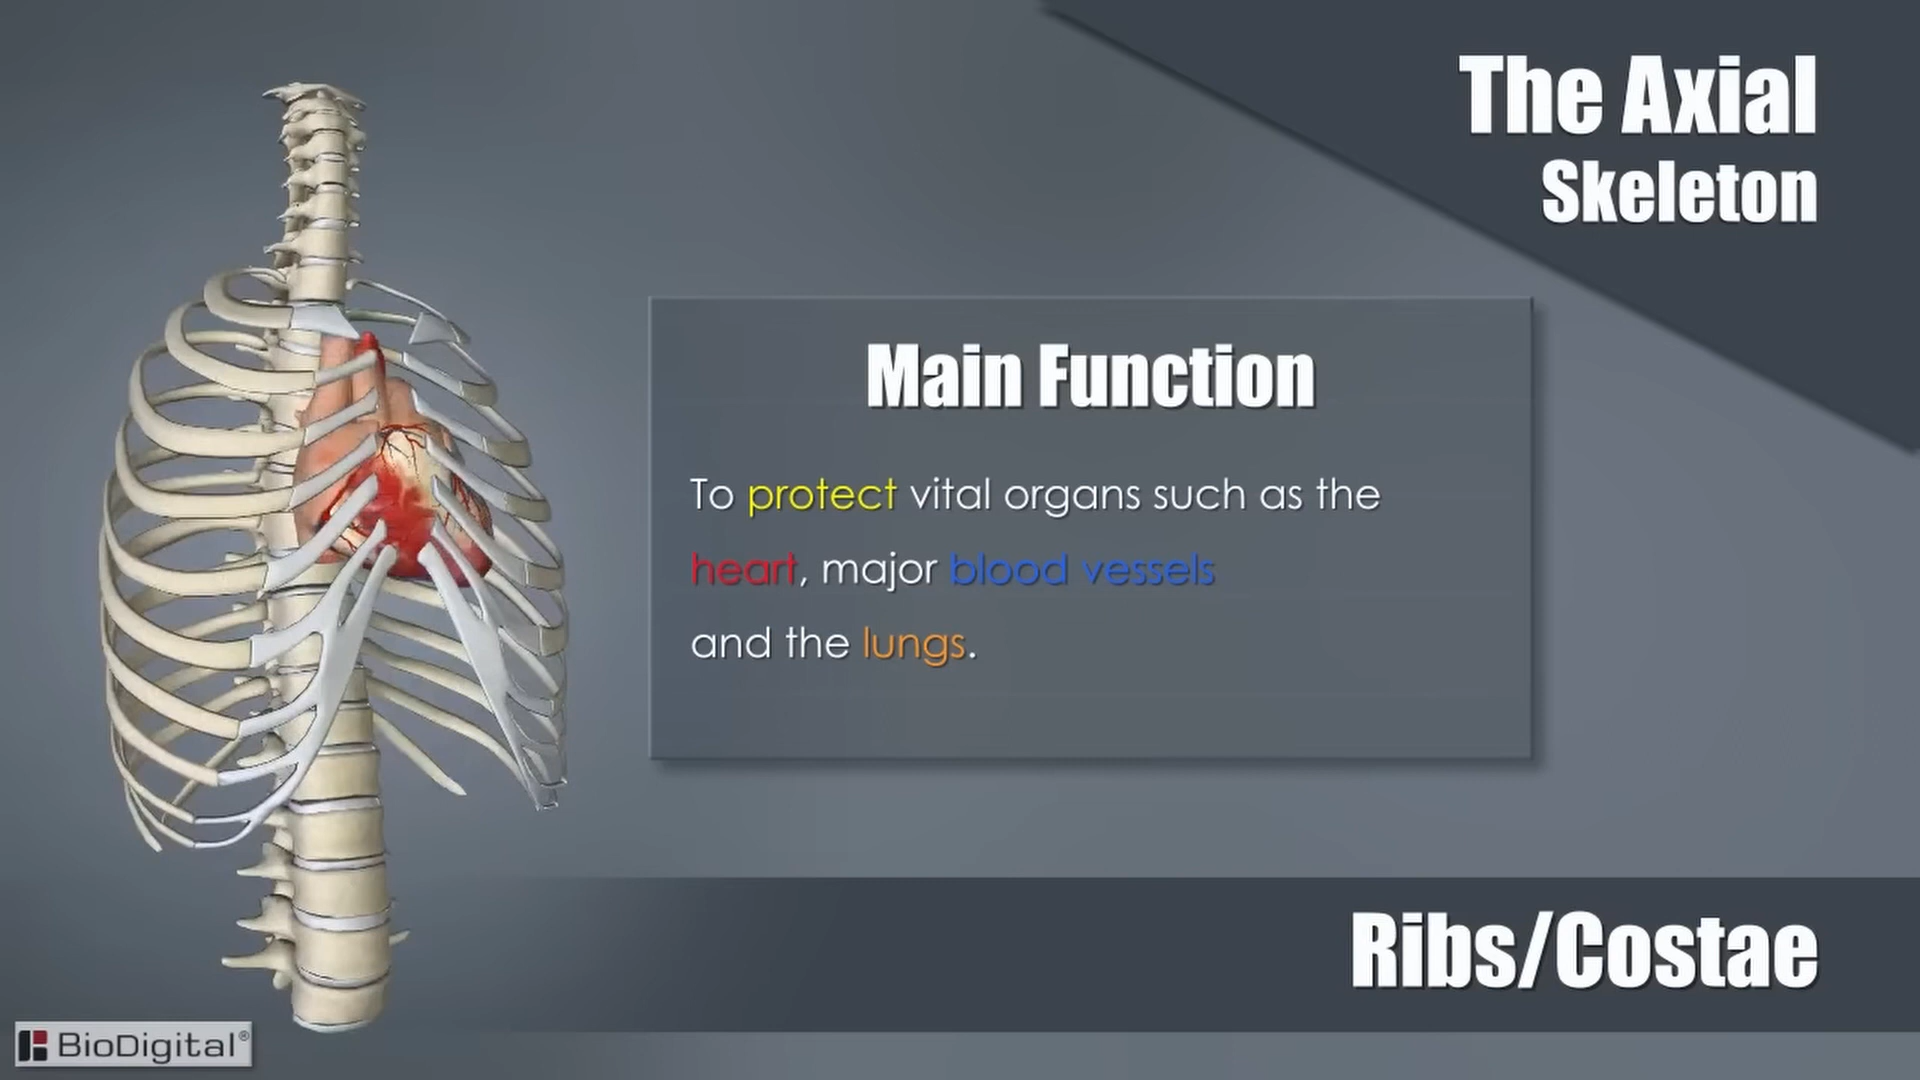 The Axial
Skeleton
Main Function
To protect vital organs such as the
heart, major blood vessels
and the lungs.
Ribs/Costae
BioDigital®